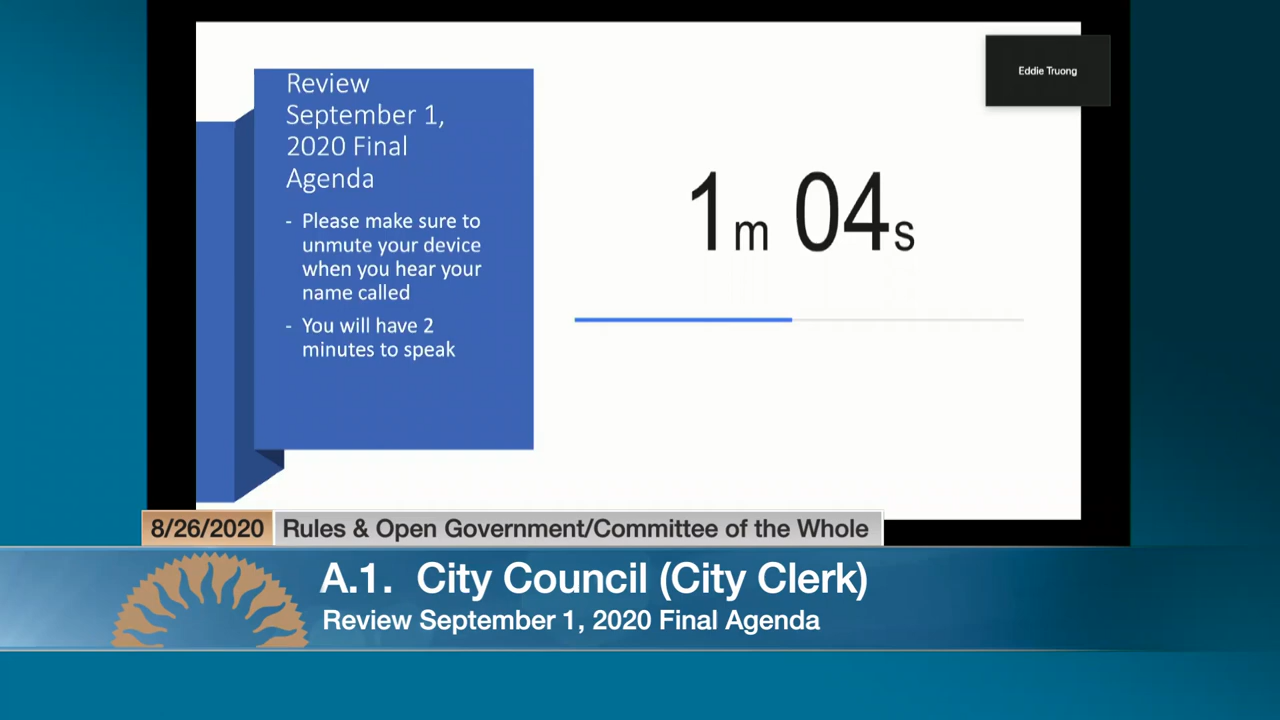 Review
September 1,
2020 Final
Agenda
- Please make sure to
unmute your device
when you hear your
name called
- You will have 2
minutes to speak
1m 04s
Eddie Truong
8/26/2020 Rules & Open Government/Committee of the Whole
A.1. City Council (City Clerk)
Review September 1, 2020 Final Agenda